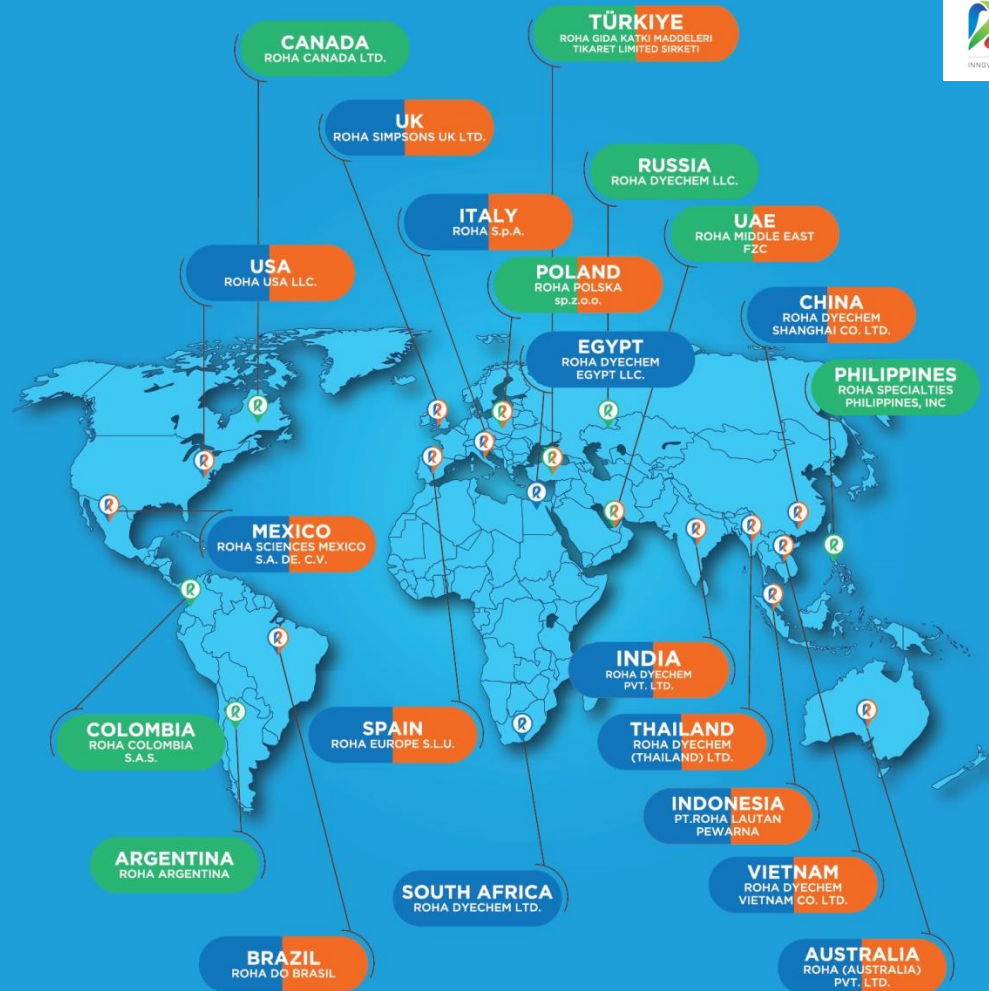 CANADA
ROHA CANADA LTD.
TÜRKIYE
ROHA GIDA KATKI MADDELERI
TIKARET LIMITED SIRKETI
UK
ROHA SIMPSONS UK LTD.
RUSSIA
ROHA DYECHEM LLC.
ITALY
ROHA S.p.A.
UAE
ROHA MIDDLE EAST
FZC
USA
ROHA USA LLC.
POLAND
ROHA POLSKA
sp.z.o.o.
CHINA
ROHA DYECHEM
SHANGHAI CO. LTD.
EGYPT
ROHA DYECHEM
EGYPT LLC.
PHILIPPINES
ROHA SPECIALTIES
PHILIPPINES, INC
MEXICO
ROHA SCIENCES MEXICO
S.A. DE. C.V.
INDIA
ROHA DYECHEM
PVT. LTD.
COLOMBIA
ROHA COLOMBIA
S.A.S.
SPAIN
ROHA EUROPE S.L.U.
THAILAND
ROHA DYECHEM
(THAILAND) LTD.
INDONESIA
PT.ROHA LAUTAN
PEWARNA
ARGENTINA
ROHA ARGENTINA
SOUTH AFRICA
ROHA DYECHEM LTD.
VIETNAM
ROHA DYECHEM
VIETNAM CO. LTD.
BRAZIL
ROHA DO BRASIL
AUSTRALIA
ROHA (AUSTRALIA)
PVT. LTD.